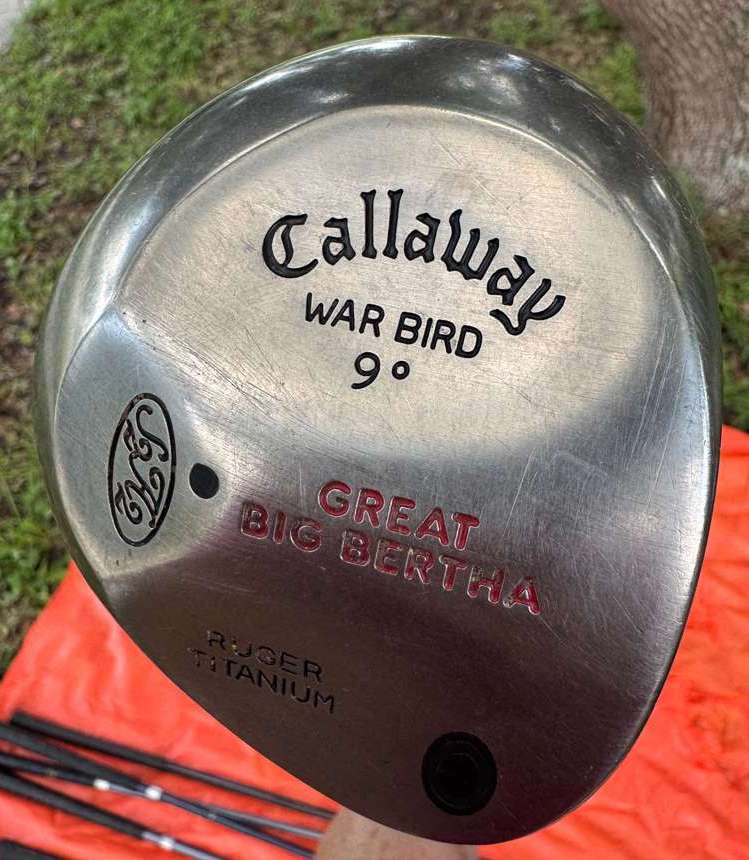 Callaway
WAR BIRD
9°
GREAT
BIG BERTHA
RUGER
TITANIUM